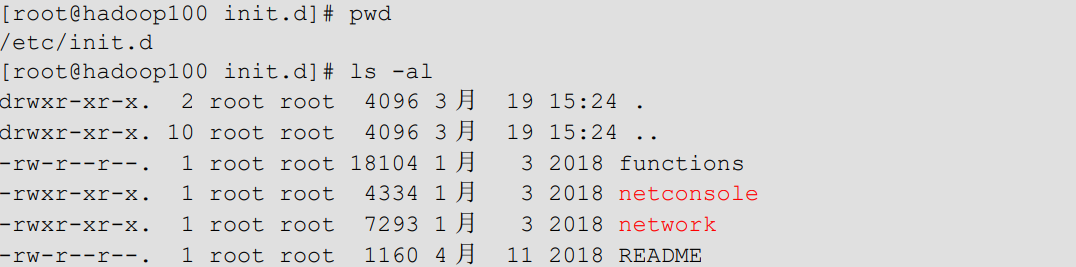 [root@hadoop100 init.d]# pwd
/etc/init.d
[root@hadoop100 init.d]# ls -al
drwxr-xr-x.  2 root root  4096 3月  19 15:24 .
drwxr-xr-x. 10 root root  4096 3月  19 15:24 ..
-rw-r--r--.  1 root root 18104 1月   3 2018 functions
-rwxr-xr-x.  1 root root  4334 1月   3 2018 netconsole
-rwxr-xr-x.  1 root root  7293 1月   3 2018 network
-rw-r--r--.  1 root root  1160 4月  11 2018 README